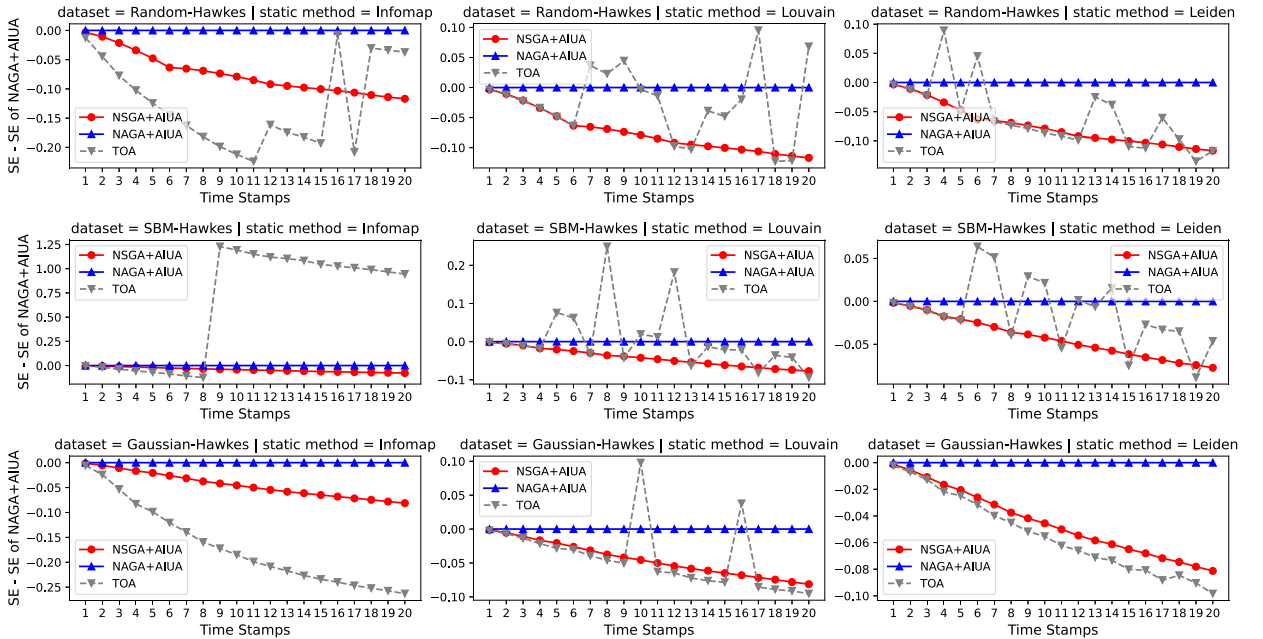 dataset = Random-Hawkes | static method = Infomap
SE - SE of NAGA+AIUA
0.00
−0.05
−0.10
−0.15
−0.20
NSGA+AIUA
NAGA+AIUA
TOA
1 2 3 4 5 6 7 8 9 10 11 12 13 14 15 16 17 18 19 20
Time Stamps
dataset = Random-Hawkes | static method = Louvain
0.10
0.05
0.00
−0.05
−0.10
NSGA+AIUA
NAGA+AIUA
TOA
1 2 3 4 5 6 7 8 9 10 11 12 13 14 15 16 17 18 19 20
Time Stamps
dataset = Random-Hawkes | static method = Leiden
0.10
0.05
0.00
−0.05
−0.10
NSGA+AIUA
NAGA+AIUA
TOA
1 2 3 4 5 6 7 8 9 10 11 12 13 14 15 16 17 18 19 20
Time Stamps
dataset = SBM-Hawkes | static method = Infomap
SE - SE of NAGA+AIUA
1.25
1.00
0.75
0.50
0.25
0.00
NSGA+AIUA
NAGA+AIUA
TOA
1 2 3 4 5 6 7 8 9 10 11 12 13 14 15 16 17 18 19 20
Time Stamps
dataset = SBM-Hawkes | static method = Louvain
0.2
0.1
0.0
−0.1
NSGA+AIUA
NAGA+AIUA
TOA
1 2 3 4 5 6 7 8 9 10 11 12 13 14 15 16 17 18 19 20
Time Stamps
dataset = SBM-Hawkes | static method = Leiden
0.05
0.00
−0.05
NSGA+AIUA
NAGA+AIUA
TOA
1 2 3 4 5 6 7 8 9 10 11 12 13 14 15 16 17 18 19 20
Time Stamps
dataset = Gaussian-Hawkes | static method = Infomap
SE - SE of NAGA+AIUA
0.00
−0.05
−0.10
−0.15
−0.20
−0.25
NSGA+AIUA
NAGA+AIUA
TOA
1 2 3 4 5 6 7 8 9 10 11 12 13 14 15 16 17 18 19 20
Time Stamps
dataset = Gaussian-Hawkes | static method = Louvain
0.10
0.05
0.00
−0.05
−0.10
NSGA+AIUA
NAGA+AIUA
TOA
1 2 3 4 5 6 7 8 9 10 11 12 13 14 15 16 17 18 19 20
Time Stamps
dataset = Gaussian-Hawkes | static method = Leiden
0.00
−0.02
−0.04
−0.06
−0.08
−0.10
NSGA+AIUA
NAGA+AIUA
TOA
1 2 3 4 5 6 7 8 9 10 11 12 13 14 15 16 17 18 19 20
Time Stamps